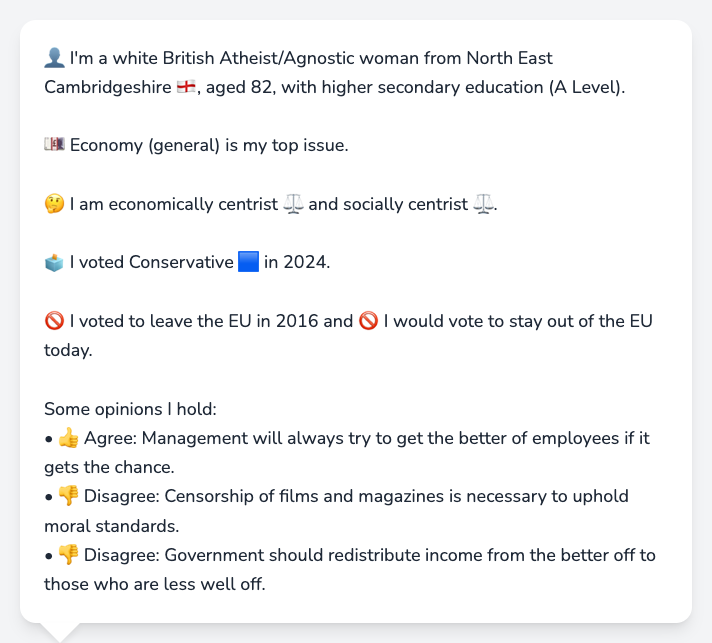 👤 I'm a white British Atheist/Agnostic woman from North East
Cambridgeshire 🏴󠁧󠁢󠁥󠁮󠁧󠁿, aged 82, with higher secondary education (A Level).
💷 Economy (general) is my top issue.
🤔 I am economically centrist ⚖️ and socially centrist ⚖️.
🗳️ I voted Conservative 🟦 in 2024.
🚫 I voted to leave the EU in 2016 and 🚫 I would vote to stay out of the EU
today.
Some opinions I hold:
• 👍 Agree: Management will always try to get the better of employees if it
gets the chance.
• 👎 Disagree: Censorship of films and magazines is necessary to uphold
moral standards.
• 👎 Disagree: Government should redistribute income from the better off to
those who are less well off.